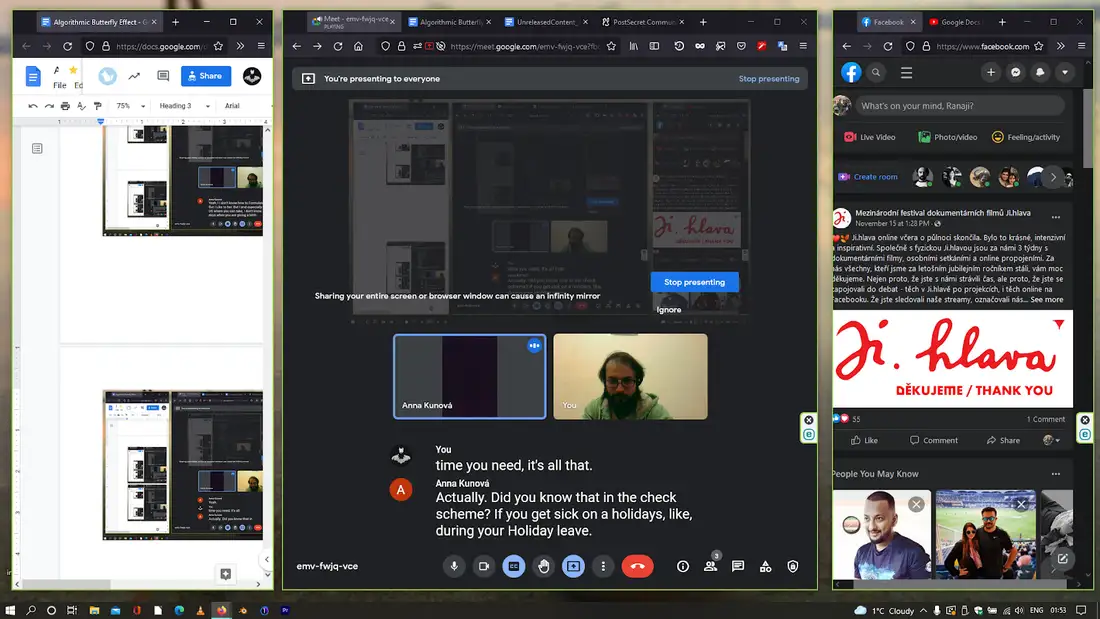 Algorithmic Butterfly Effect - G
https://docs.google.com/
File
Ed
Share
75%
Heading 3
Arial
Meet - emv-fwjq-vce
PLAYING
Algorithmic Butterfly
UnreleasedContent_
PostSecret.Commun
https://meet.google.com/emv-fwjq-vce?
You're presenting to everyone
Stop presenting
Sharing your entire screen or browser window can cause an infinity mirror
Stop presenting
Ignore
Anna Kunová
You
You
time you need, it's all that.
Anna Kunová
A
Actually. Did you know that in the check
scheme? If you get sick on a holidays, like,
during your Holiday leave.
emv-fwjq-vce
3
Facebook
Google Docs
https://www.facebook.com
What's on your mind, Ranaji?
Live Video
Photo/video
Feeling/activity
Create room
Mezinárodní festival dokumentárních filmů Ji.hlava
November 15 at 1:28 PM
Ji.hlava online včera o půlnoci skončila. Bylo to krásné, intenzivní
a inspirativní. Společně s fyzickou Ji.hlavou jsou za námi 3 týdny s
dokumentárními filmy, osobními setkáními a online propojeními. Za
nás všechny, kteří jsme za letošním jubilejním ročníkem stáli, vám moc
děkujeme. Nejen proto, že jste s námi strávili čas, ale proto, že jste se
zapojovali do debat - těch v Ji.hlavě po projekcích, i těch online na
Facebooku. Že jste sledovali naše streamy, označovali nás... See more
Ji. hlava
DĚKUJEME / THANK YOU
55
1 Comment
Like
Comment
Share
People You May Know
1°C Cloudy
ENG
01:53